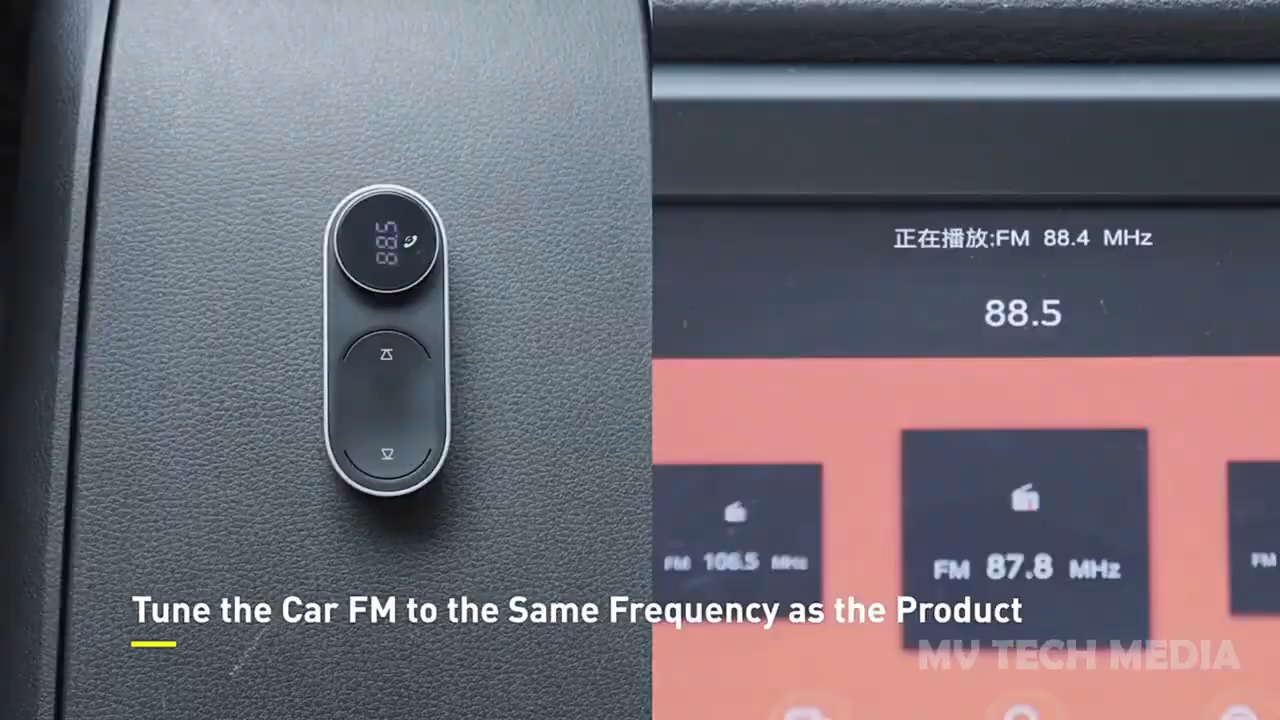 88.5
正在播放:FM 88.4 MHz
88.5
FM 106.5 MHz
FM 87.8 MHz
FM
Tune the Car FM to the Same Frequency as the Product
MV TECH MEDIA